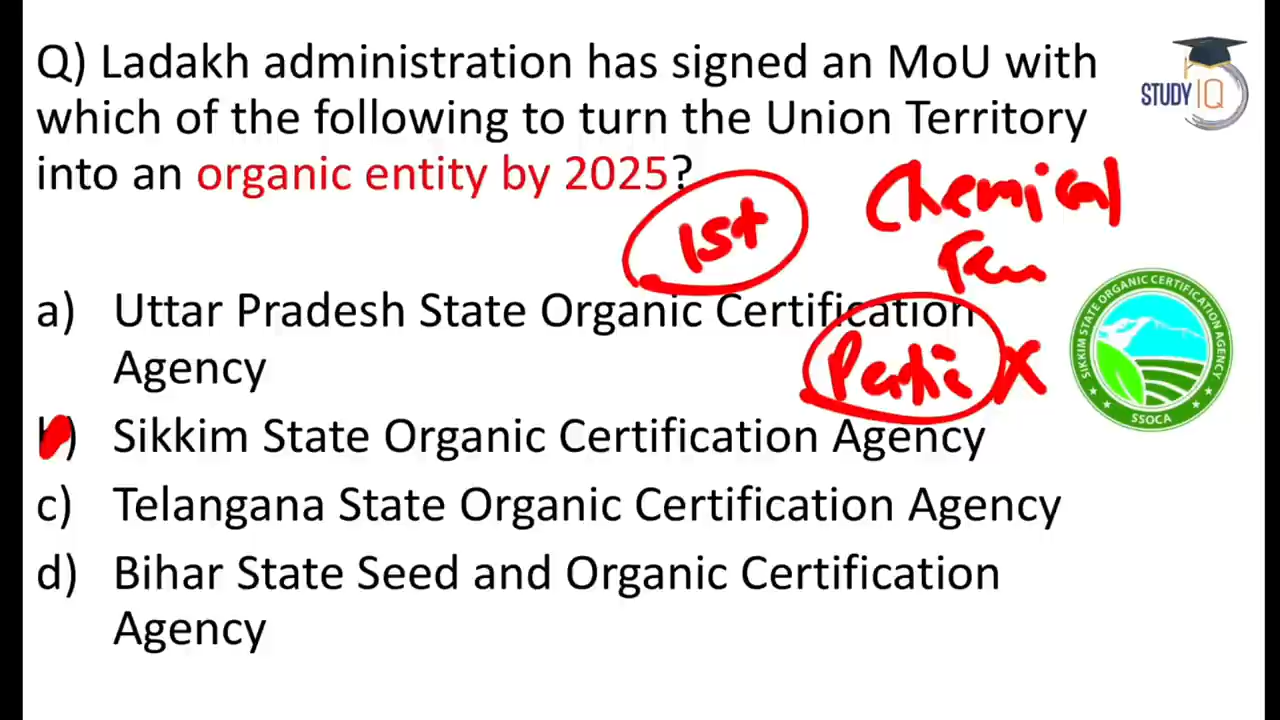 Q) Ladakh administration has signed an MoU with
which of the following to turn the Union Territory
into an organic entity by 2025?
STUDY IQ
1st
Chemical
a) Uttar Pradesh State Organic Certification
Agency
b) Sikkim State Organic Certification Agency
c) Telangana State Organic Certification Agency
d) Bihar State Seed and Organic Certification
Agency
SIKKIM STATE ORGANIC CERTIFICATION AGENCY
SSOCA